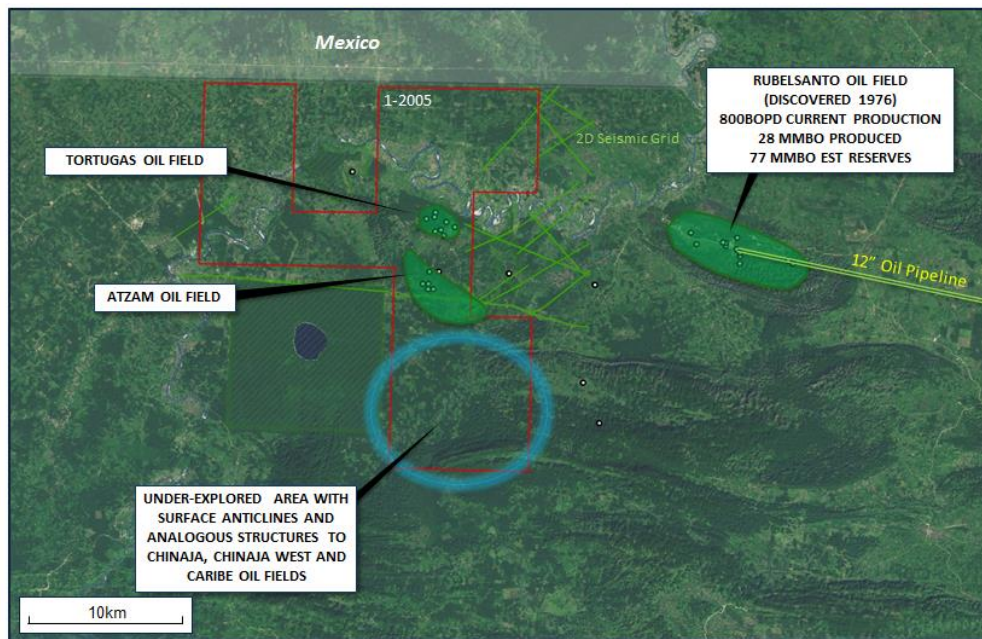 Mexico
1-2005
2D Seismic Grid
RUBELSANTO OIL FIELD
(DISCOVERED 1976)
800BOPD CURRENT PRODUCTION
28 MMBO PRODUCED
77 MMBO EST RESERVES
TORTUGAS OIL FIELD
12” Oil Pipeline
ATZAM OIL FIELD
UNDER-EXPLORED AREA WITH
SURFACE ANTICLINES AND
ANALOGOUS STRUCTURES TO
CHINAJA, CHINAJA WEST AND
CARIBE OIL FIELDS
10km